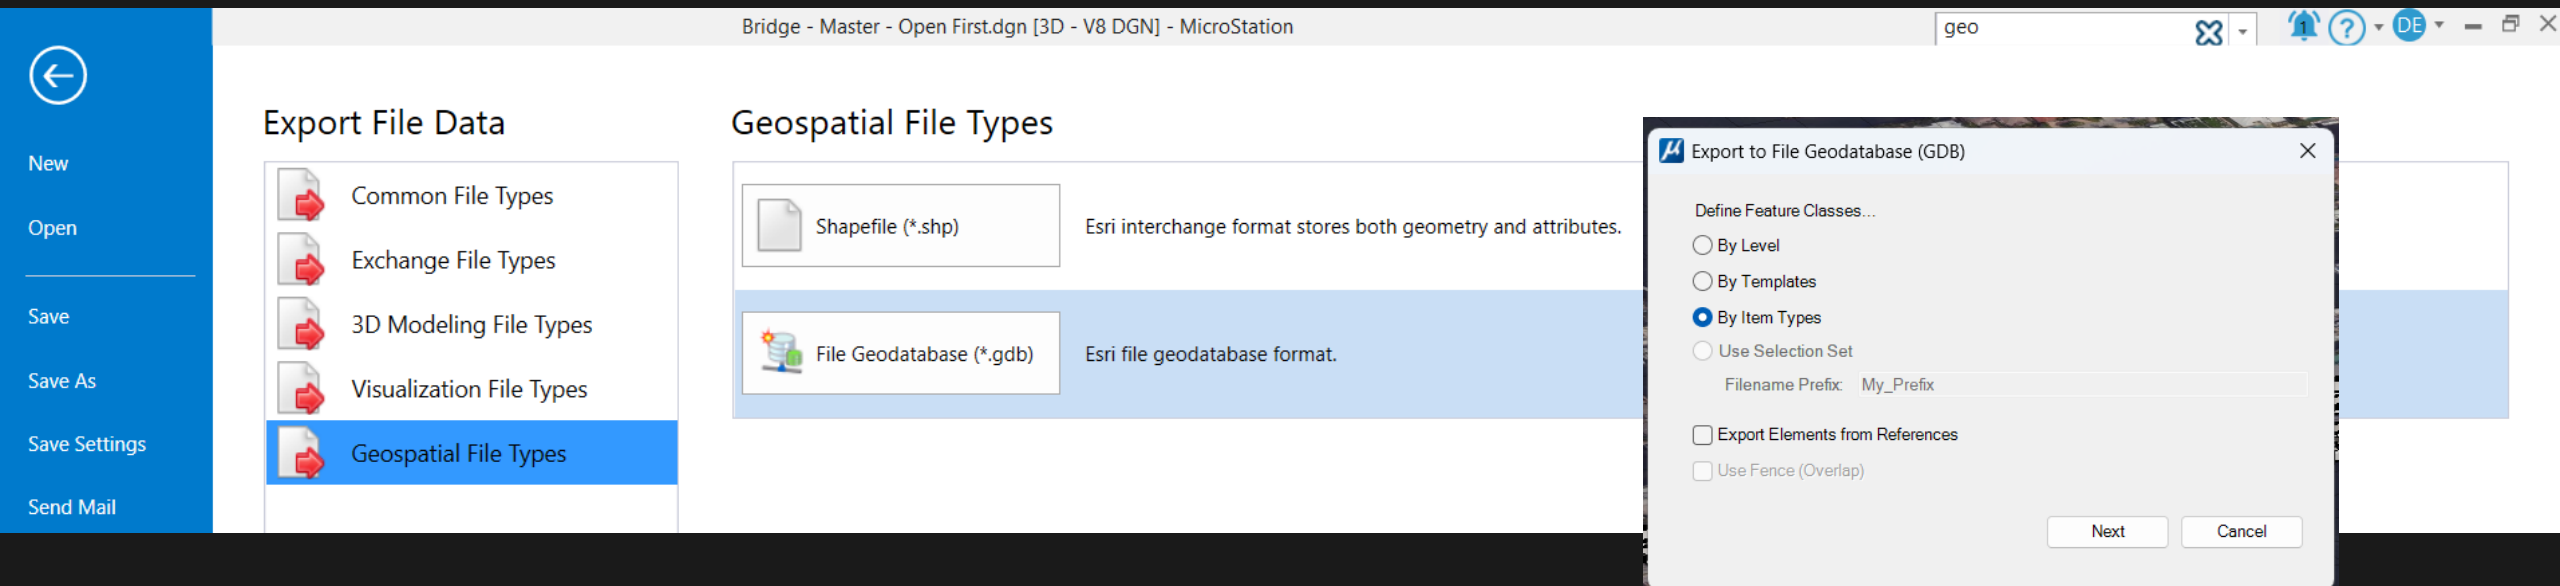 Bridge - Master - Open First.dgn [3D - V8 DGN] - MicroStation
geo
1
?
DE
New
Open
Save
Save As
Save Settings
Send Mail
Export File Data
Common File Types
Exchange File Types
3D Modeling File Types
Visualization File Types
Geospatial File Types
Geospatial File Types
Shapefile (*.shp)
Esri interchange format stores both geometry and attributes.
File Geodatabase (*.gdb)
Esri file geodatabase format.
Export to File Geodatabase (GDB)
Define Feature Classes...
By Level
By Templates
By Item Types
Use Selection Set
Filename Prefix: My_Prefix
Export Elements from References
Use Fence (Overlap)
Next Cancel